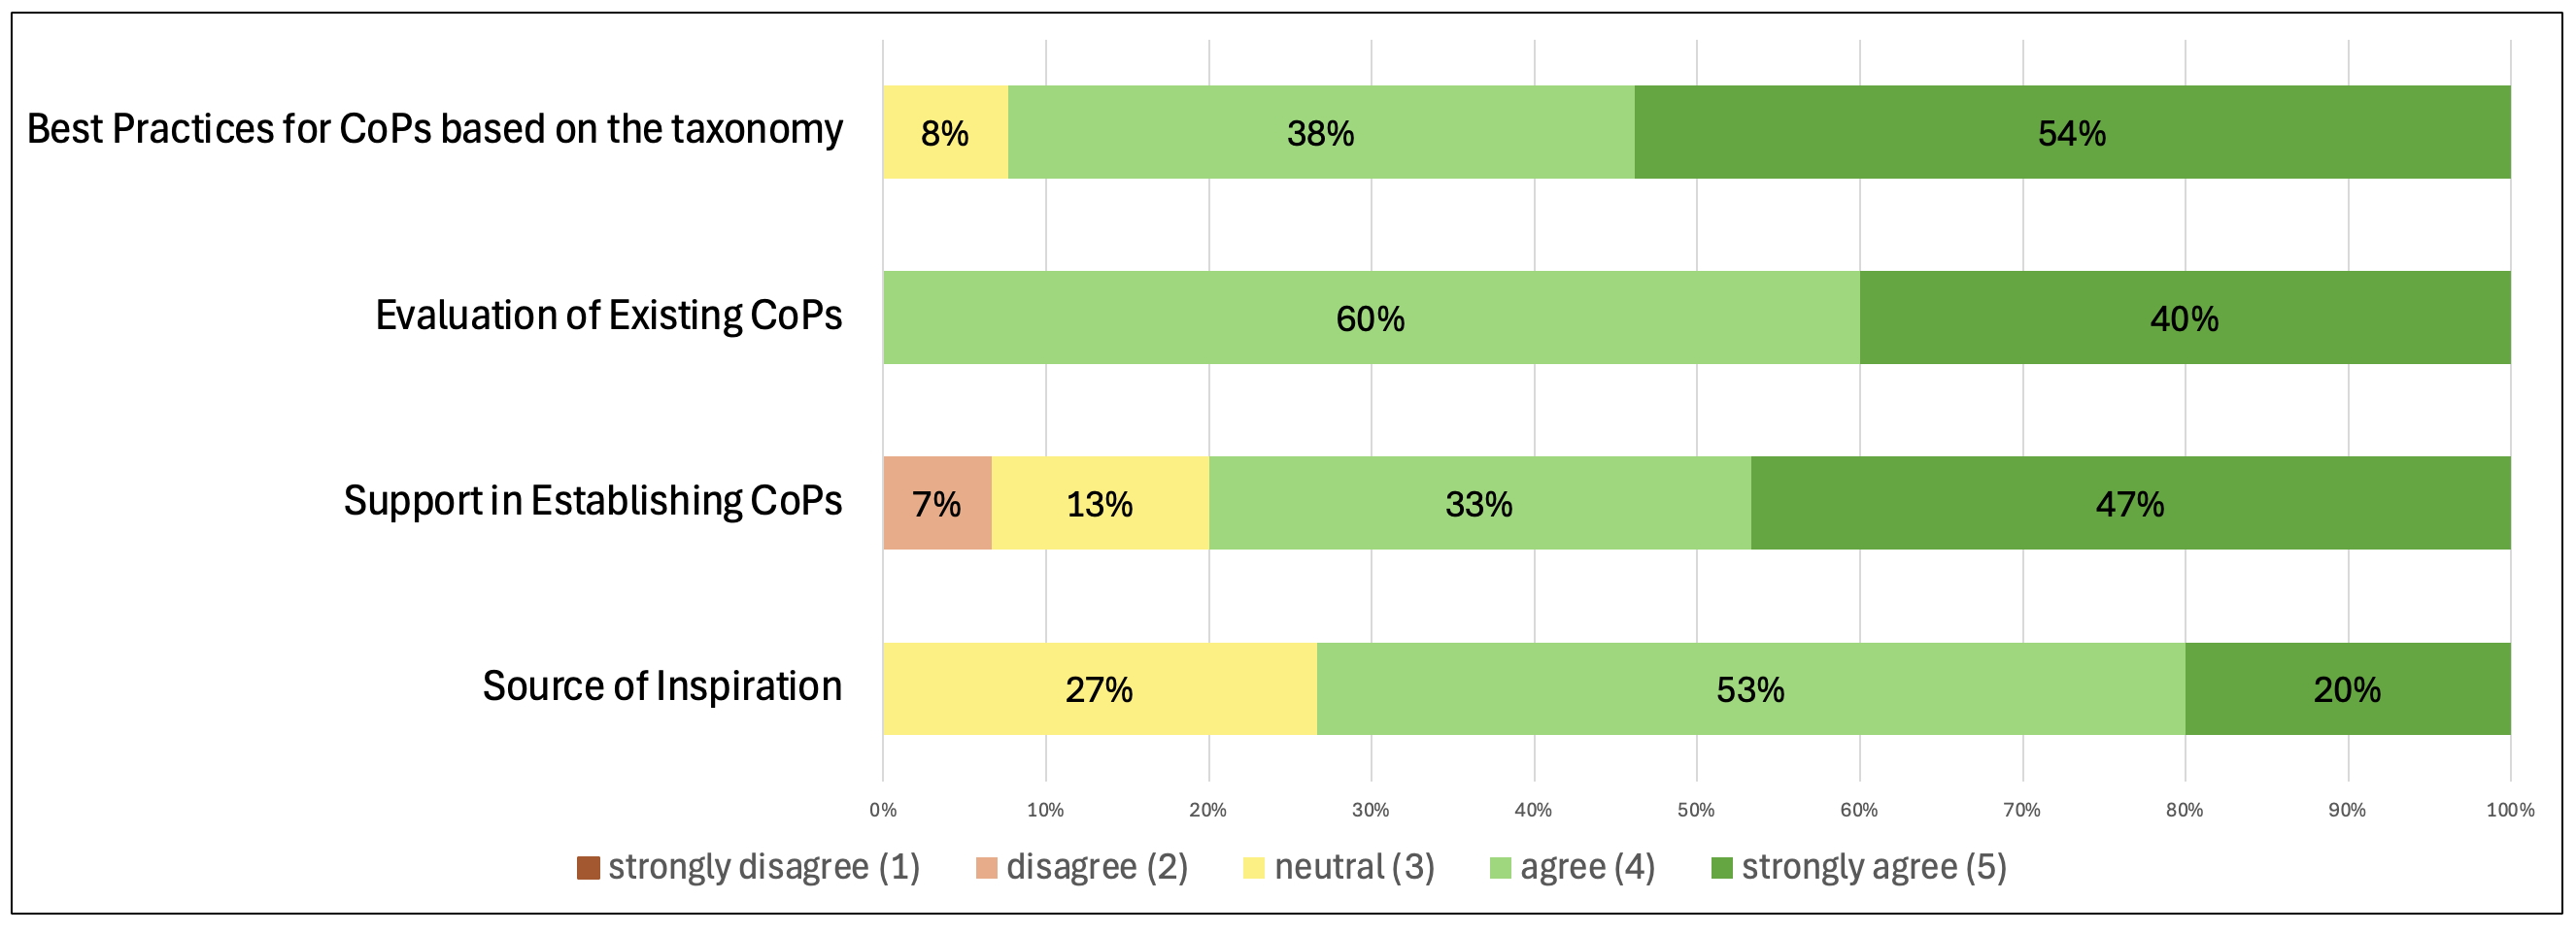 Best Practices for CoPs based on the taxonomy
8% 38% 54%
Evaluation of Existing CoPs
60% 40%
Support in Establishing CoPs
7% 13% 33% 47%
Source of Inspiration
27% 53% 20%
0% 10% 20% 30% 40% 50% 60% 70% 80% 90% 100%
strongly disagree (1) disagree (2) neutral (3) agree (4) strongly agree (5)